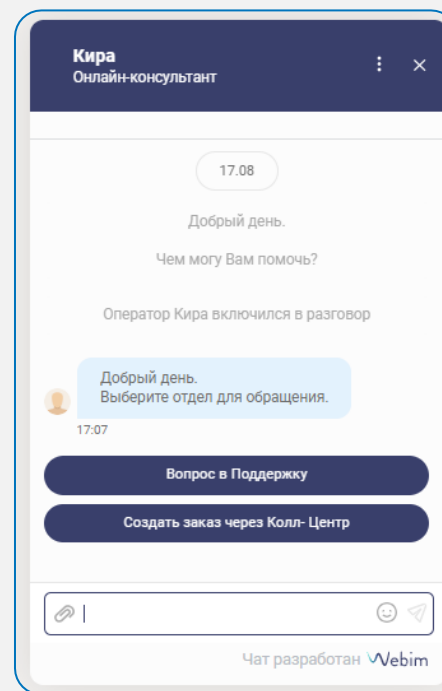 Кира
Онлайн-консультант
17.08
Добрый день.
Чем могу Вам помочь?
Оператор Кира включился в разговор
Добрый день.
Выберите отдел для обращения.
17:07
Вопрос в Поддержку
Создать заказ через Колл- Центр
Чат разработан Webim